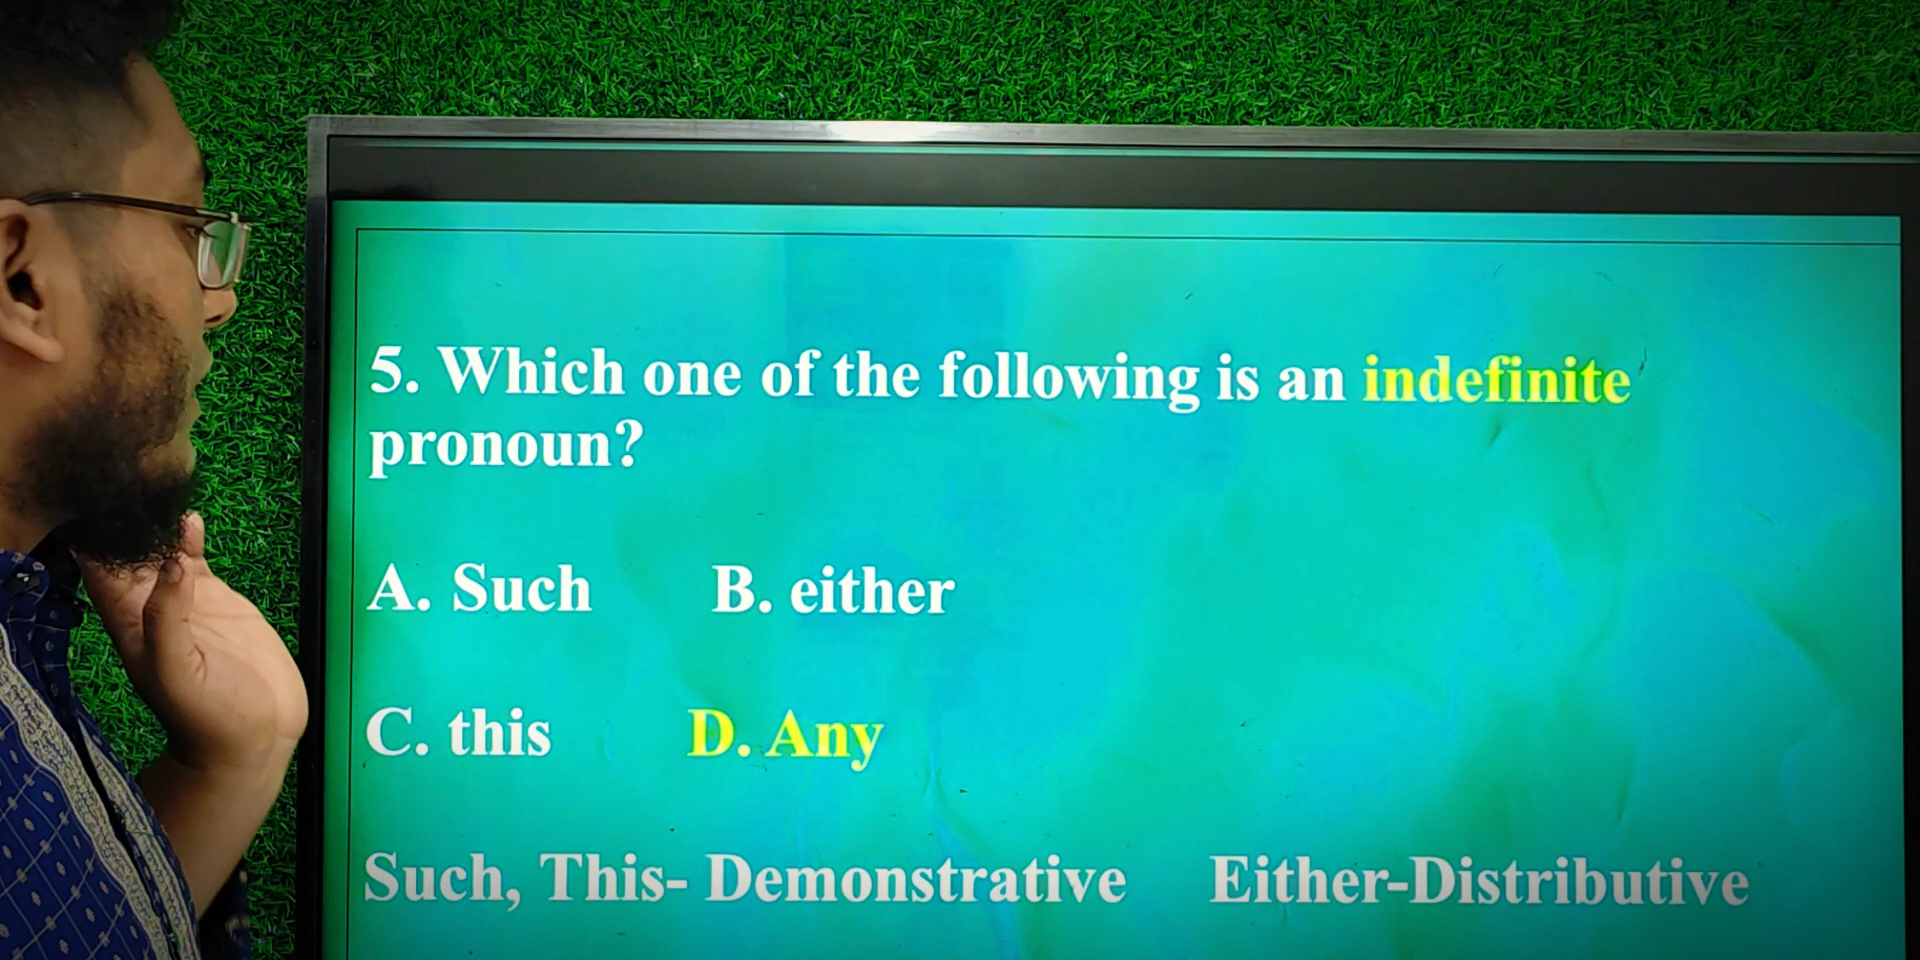 5. Which one of the following is an indefinite
pronoun?
A. Such B. either
C. this D. Any
Such, This- Demonstrative Either-Distributive